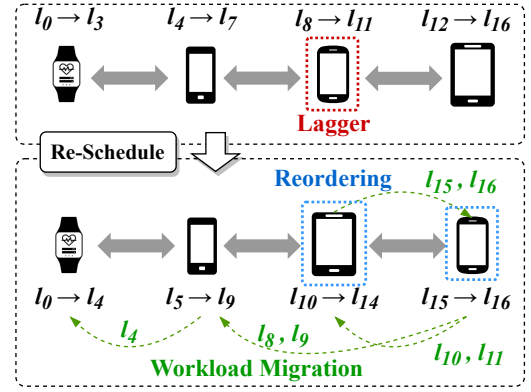 l0 → l3 l4 → l7 l8 → l11 l12 → l16
Lagger
Re-Schedule
Reordering l15 , l16
l0 → l4 l5 → l9 l10 → l14 l15 → l16
l4 l8 , l9 l10 , l11
Workload Migration